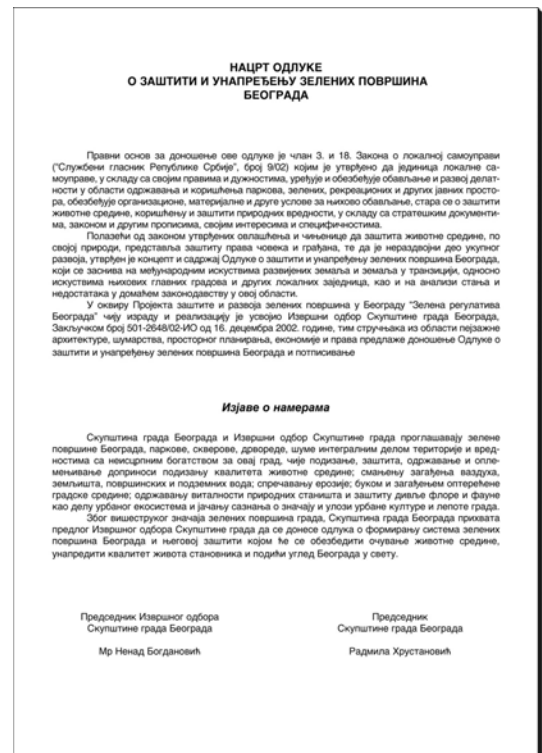 НАЦРТ ОДЛУКЕ
О ЗАШТИТИ И УНАПРЕЂЕЊУ ЗЕЛЕНИХ ПОВРШИНА
БЕОГРАДА
Правни основ за доношење ове одлуке је члан 3. и 18. Закона о локалној самоуправи
("Службени гласник Републике Србије", број 9/02) којим је утврђено да јединица локалне са-
моуправе, у складу са својим правима и дужностима, уређује и обезбеђује обављање и развој делат-
ности у области одржавања и коришћења паркова, зелених, рекреационих и других јавних просто-
ра, обезбеђује организационе, материјалне и друге услове за њихово обављање, стара се о заштити
животне средине, коришћењу и заштити природних вредности, у складу са стратешким документи-
ма, законом и другим прописима, својим интересима и специфичностима.
Полазећи од законом утврђених овлашћења и чињенице да заштита животне средине, по
својој природи, представља заштиту права човека и грађана, те да је нераздвојни део укупног
развоја, утврђен је концепт и садржај Одлуке о заштити и унапређењу зелених површина Београда,
који се заснива на међународним искуствима развијених земаља и земаља у транзицији, односно
искуствима њихових главних градова и других локалних заједница, као и на анализи стања и
недостатака у домаћем законодавству у овој области.
У оквиру Пројекта заштите и развоја зелених површина у Београду "Зелена регулатива
Београда" чију израду и реализацију је усвојио Извршни одбор Скупштине града Београда,
Закључком број 501-2648/02-ИО од 16. децембра 2002. године, тим стручњака из области пејзажне
архитектуре, шумарства, просторног планирања, економије и права предлаже доношење Одлуке о
заштити и унапређењу зелених површина Београда и потписивање
Изјаве о намерама
Скупштина града Београда и Извршни одбор Скупштине града проглашавају зелене
површине Београда, паркове, скверове, дрвореде, шуме интегралним делом територије и вред-
ностима са неисцрпним богатством за овај град, чије подизање, заштита, одржавање и опле-
мењивање доприноси подизању квалитета животне средине; смањењу загађења ваздуха,
земљишта, површинских и подземних вода; спречавању ерозије; буком и загађењем оптерећене
градске средине; одржавању виталности природних станишта и заштиту дивље флоре и фауне
као делу урбаног екосистема и јачању сазнања о значају и улози урбане културе и лепоте града.
Због вишеструког значаја зелених површина града, Скупштина града Београда прихвата
предлог Извршног одбора Скупштине града да се донесе одлука о формирању система зелених
површина Београда и његовој заштити којом ће се обезбедити очување животне средине,
унапредити квалитет живота становника и подићи углед Београда у свету.
Председник Извршног одбора
Скупштине града Београда
Мр Ненад Богдановић
Председник
Скупштине града Београда
Радмила Хрустановић